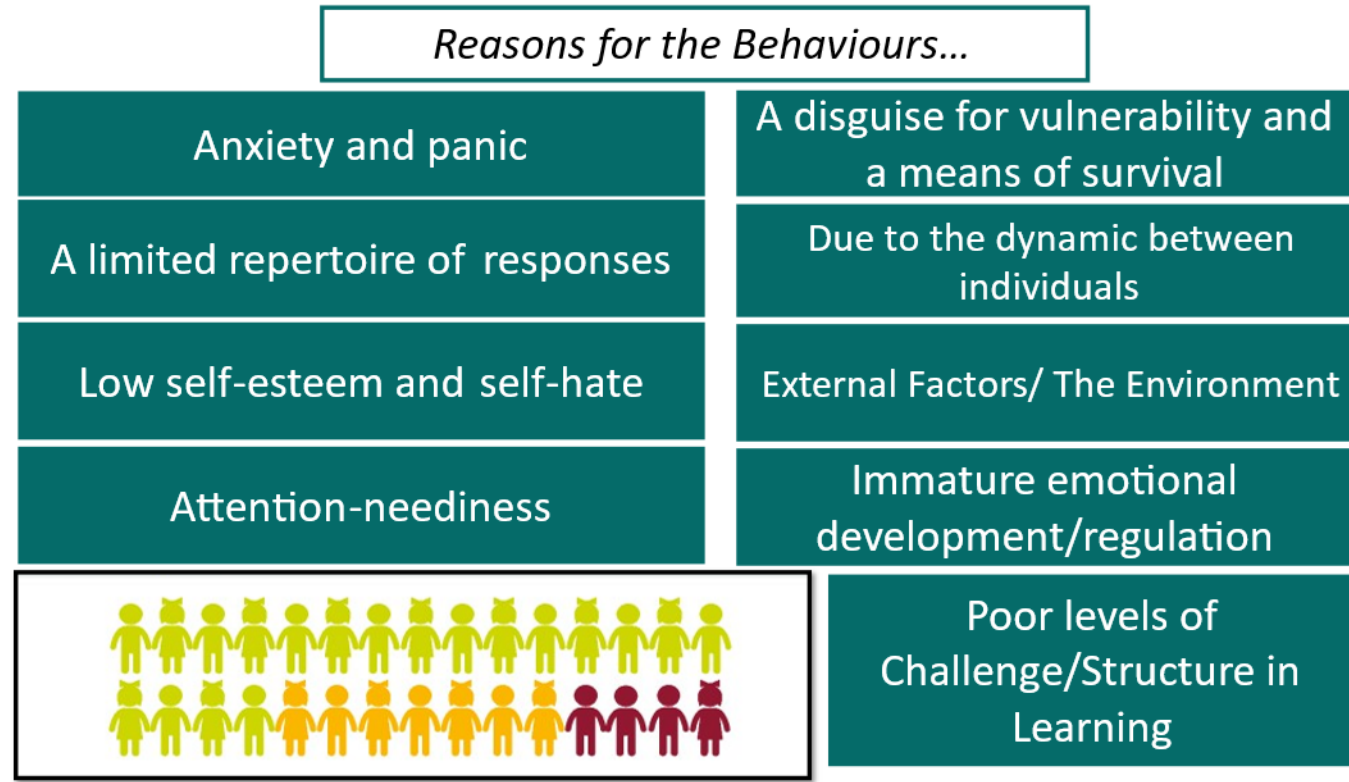 Reasons for the Behaviours...
Anxiety and panic
A limited repertoire of responses
Low self-esteem and self-hate
Attention-neediness
A disguise for vulnerability and
a means of survival
Due to the dynamic between
individuals
External Factors/ The Environment
Immature emotional
development/regulation
Poor levels of
Challenge/Structure in
Learning